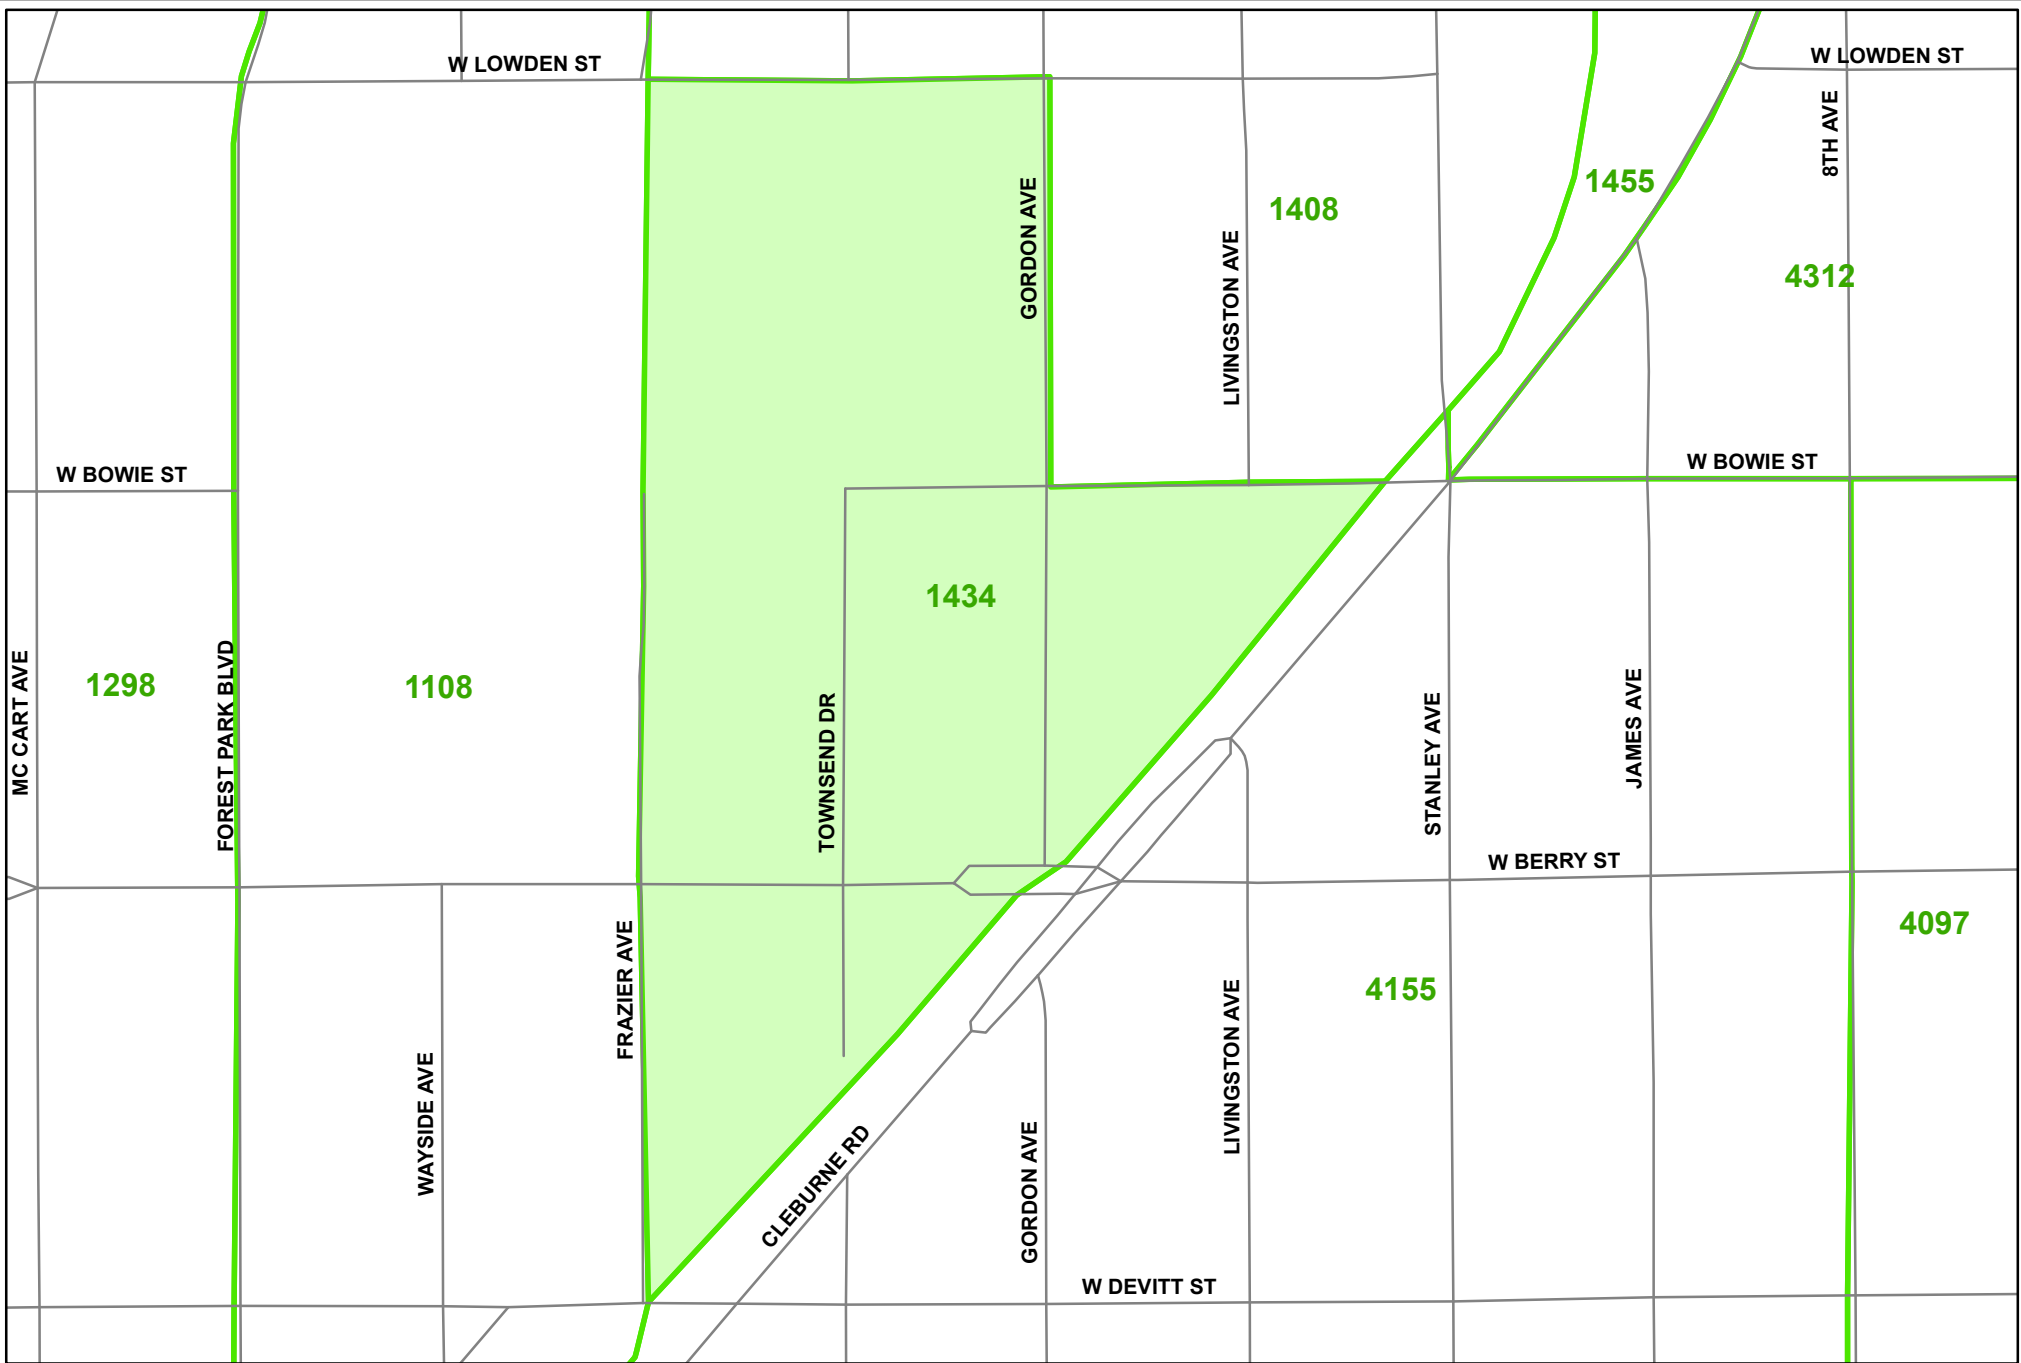 W LOWDEN ST
W LOWDEN ST
8TH AVE
1455
GORDON AVE
1408
LIVINGSTON AVE
4312
W BOWIE ST
W BOWIE ST
1434
MC CART AVE
1298
FOREST PARK BLVD
1108
TOWNSEND DR
STANLEY AVE
JAMES AVE
W BERRY ST
4097
FRAZIER AVE
4155
WAYSIDE AVE
LIVINGSTON AVE
CLEBURNE RD
GORDON AVE
W DEVITT ST